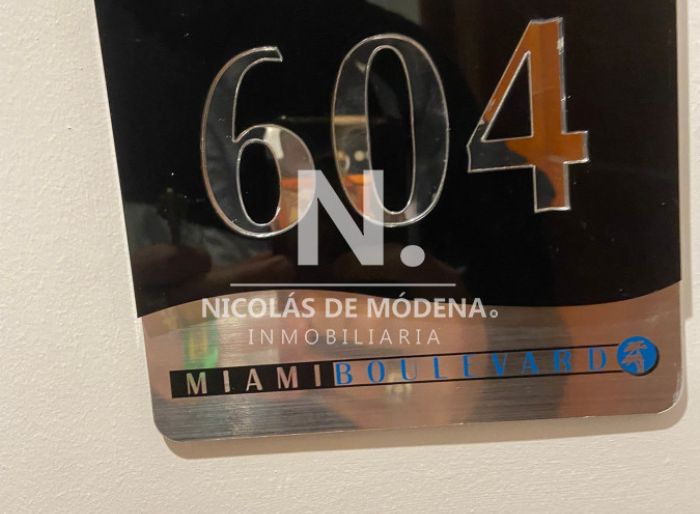 604
N.
NICOLÁS DE MÓDENA.
INMOBILIARIA
MIAMI BOULEVARD